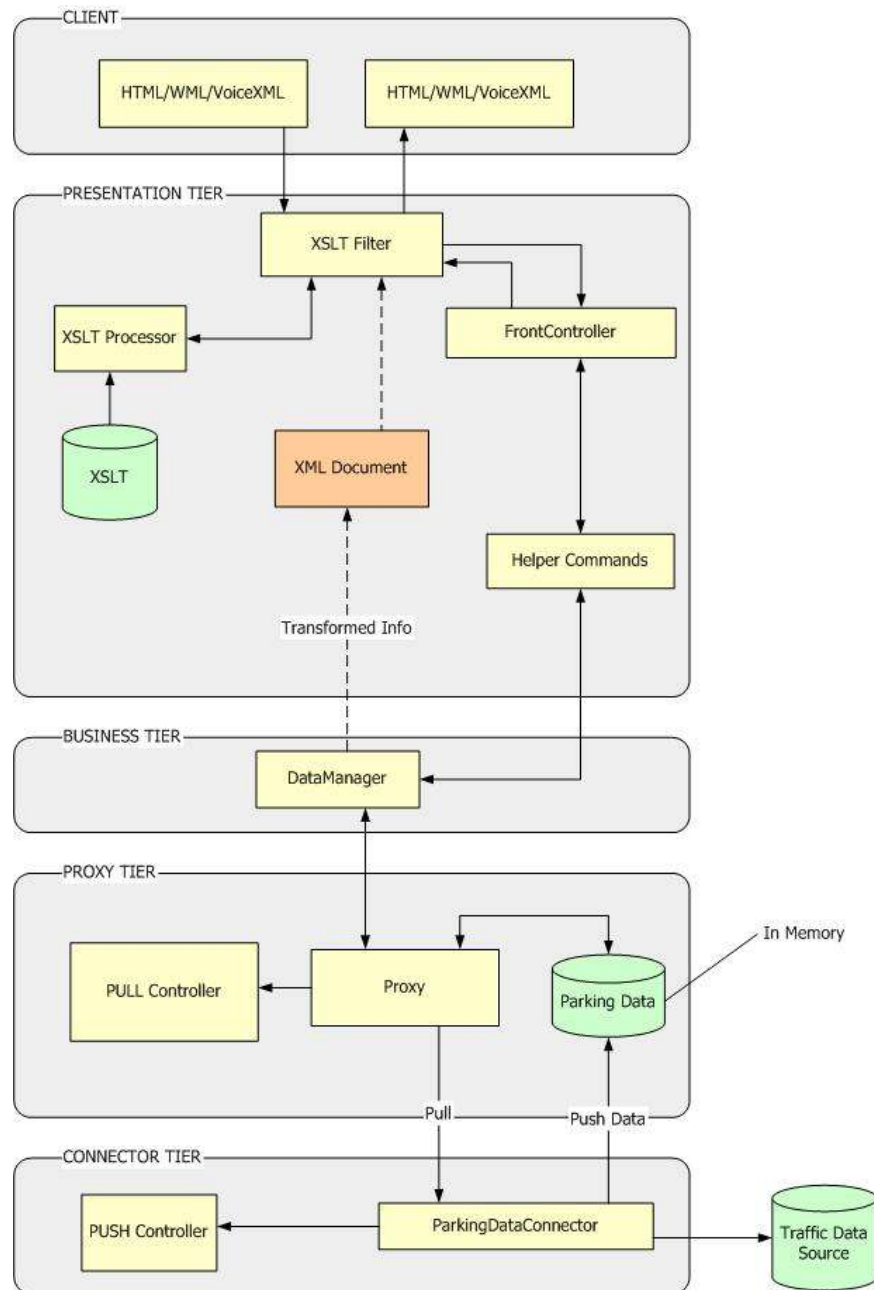 CLIENT
HTML/WML/VoiceXML
HTML/WML/VoiceXML
PRESENTATION TIER
XSLT Filter
XSLT Processor
FrontController
XSLT
XML Document
Helper Commands
Transformed Info
BUSINESS TIER
DataManager
PROXY TIER
In Memory
PULL Controller
Proxy
Parking Data
Pull
Push Data
CONNECTOR TIER
PUSH Controller
ParkingDataConnector
Traffic Data
Source